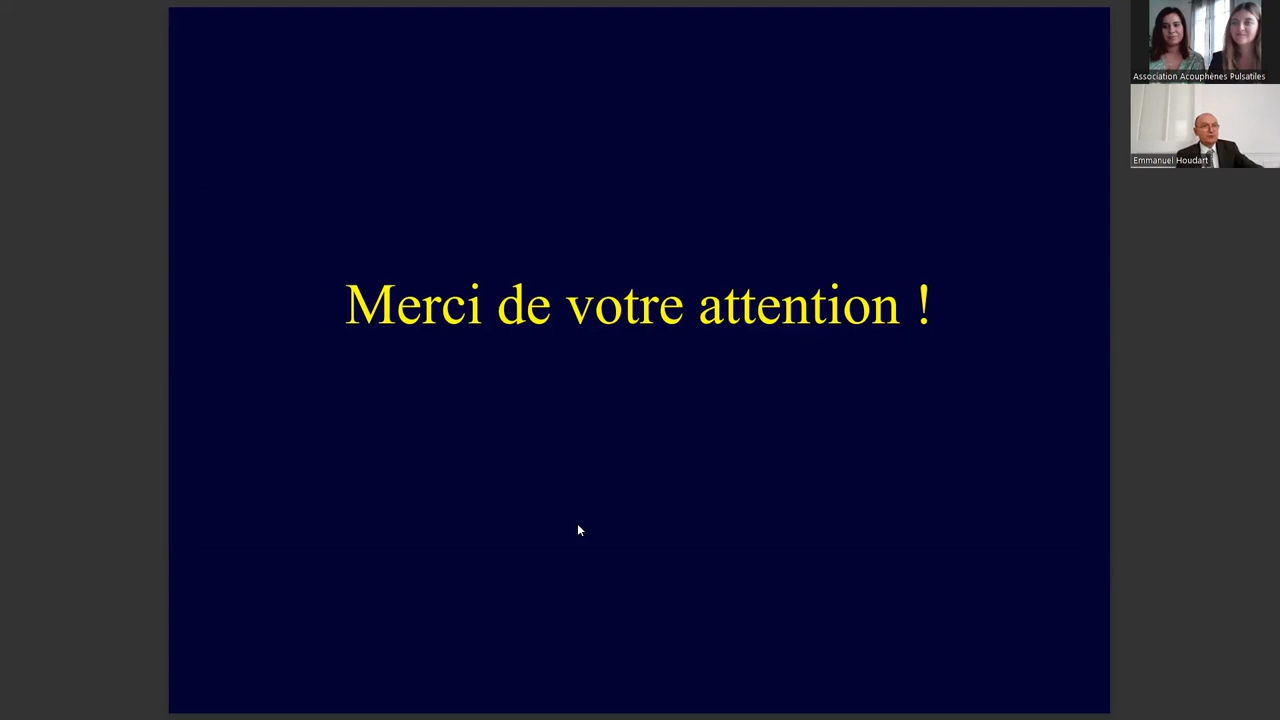 Merci de votre attention !
Association Acouphènes Pulsatiles
Emmanuel Houdart